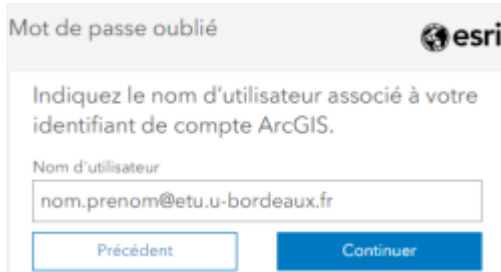 Mot de passe oublié
esri
Indiquez le nom d'utilisateur associé à votre
identifiant de compte ArcGIS.
Nom d'utilisateur
nom.prenom@etu.u-bordeaux.fr
Précédent
Continuer